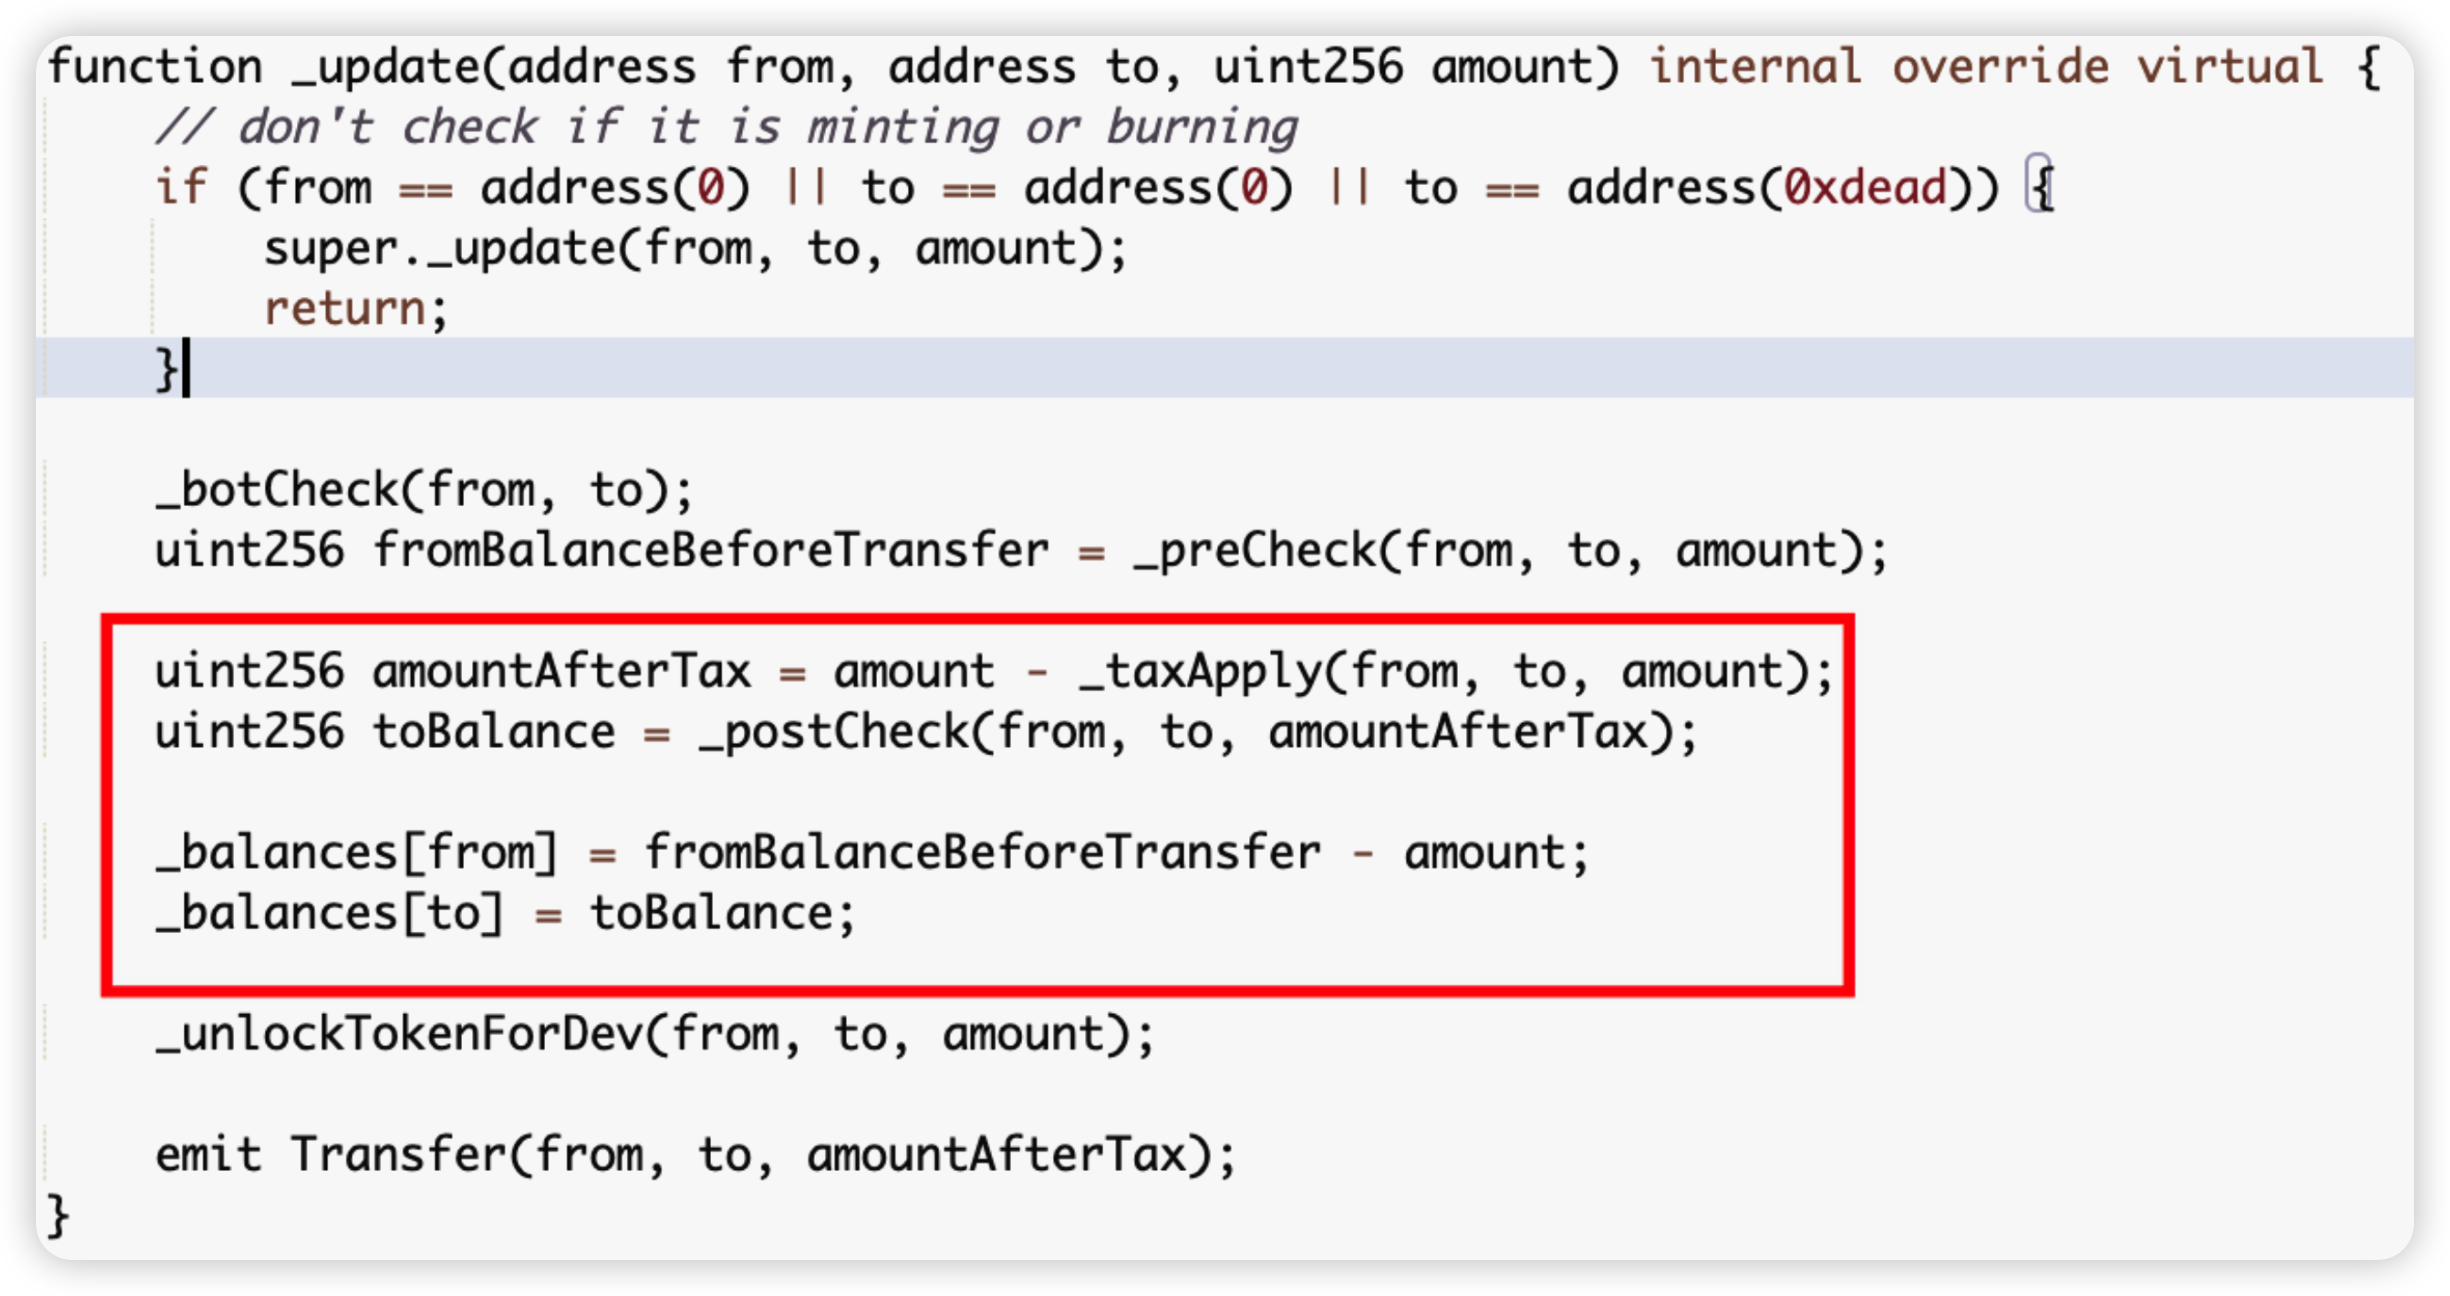 function _update(address from, address to, uint256 amount) internal override virtual {
// don't check if it is minting or burning
if (from == address(0) || to == address(0) || to == address(0xdead)) {
super._update(from, to, amount);
return;
}
_botCheck(from, to);
uint256 fromBalanceBeforeTransfer = _preCheck(from, to, amount);
uint256 amountAfterTax = amount - _taxApply(from, to, amount);
uint256 toBalance = _postCheck(from, to, amountAfterTax);
_balances[from] = fromBalanceBeforeTransfer - amount;
_balances[to] = toBalance;
_unlockTokenForDev(from, to, amount);
emit Transfer(from, to, amountAfterTax);
}